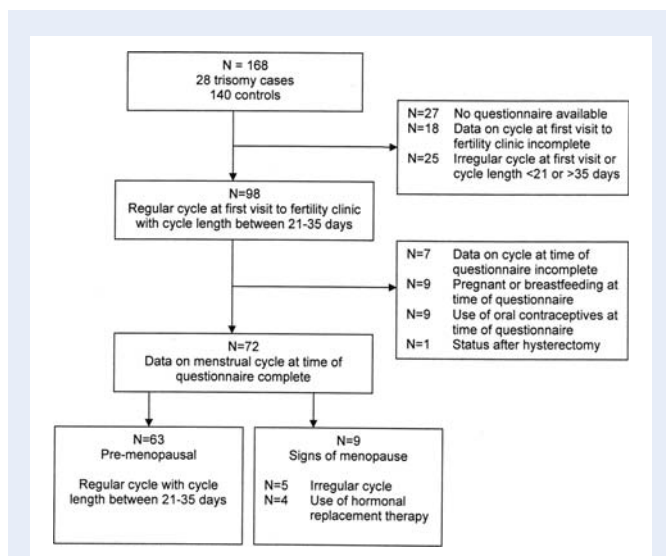 N = 168
28 trisomy cases
140 controls
N=27 No questionnaire available
N=18 Data on cycle at first visit to
fertility clinic incomplete
N=25 Irregular cycle at first visit or
cycle length <21 or >35 days
N=98
Regular cycle at first visit to fertility clinic
with cycle length between 21-35 days
N=7 Data on cycle at time of
questionnaire incomplete
N=9 Pregnant or breastfeeding at
time of questionnaire
N=9 Use of oral contraceptives at
time of questionnaire
N=1 Status after hysterectomy
N=72
Data on menstrual cycle at time of
questionnaire complete
N=63
Pre-menopausal
Regular cycle with cycle
length between 21-35 days
N=9
Signs of menopause
N=5 Irregular cycle
N=4 Use of hormonal
replacement therapy